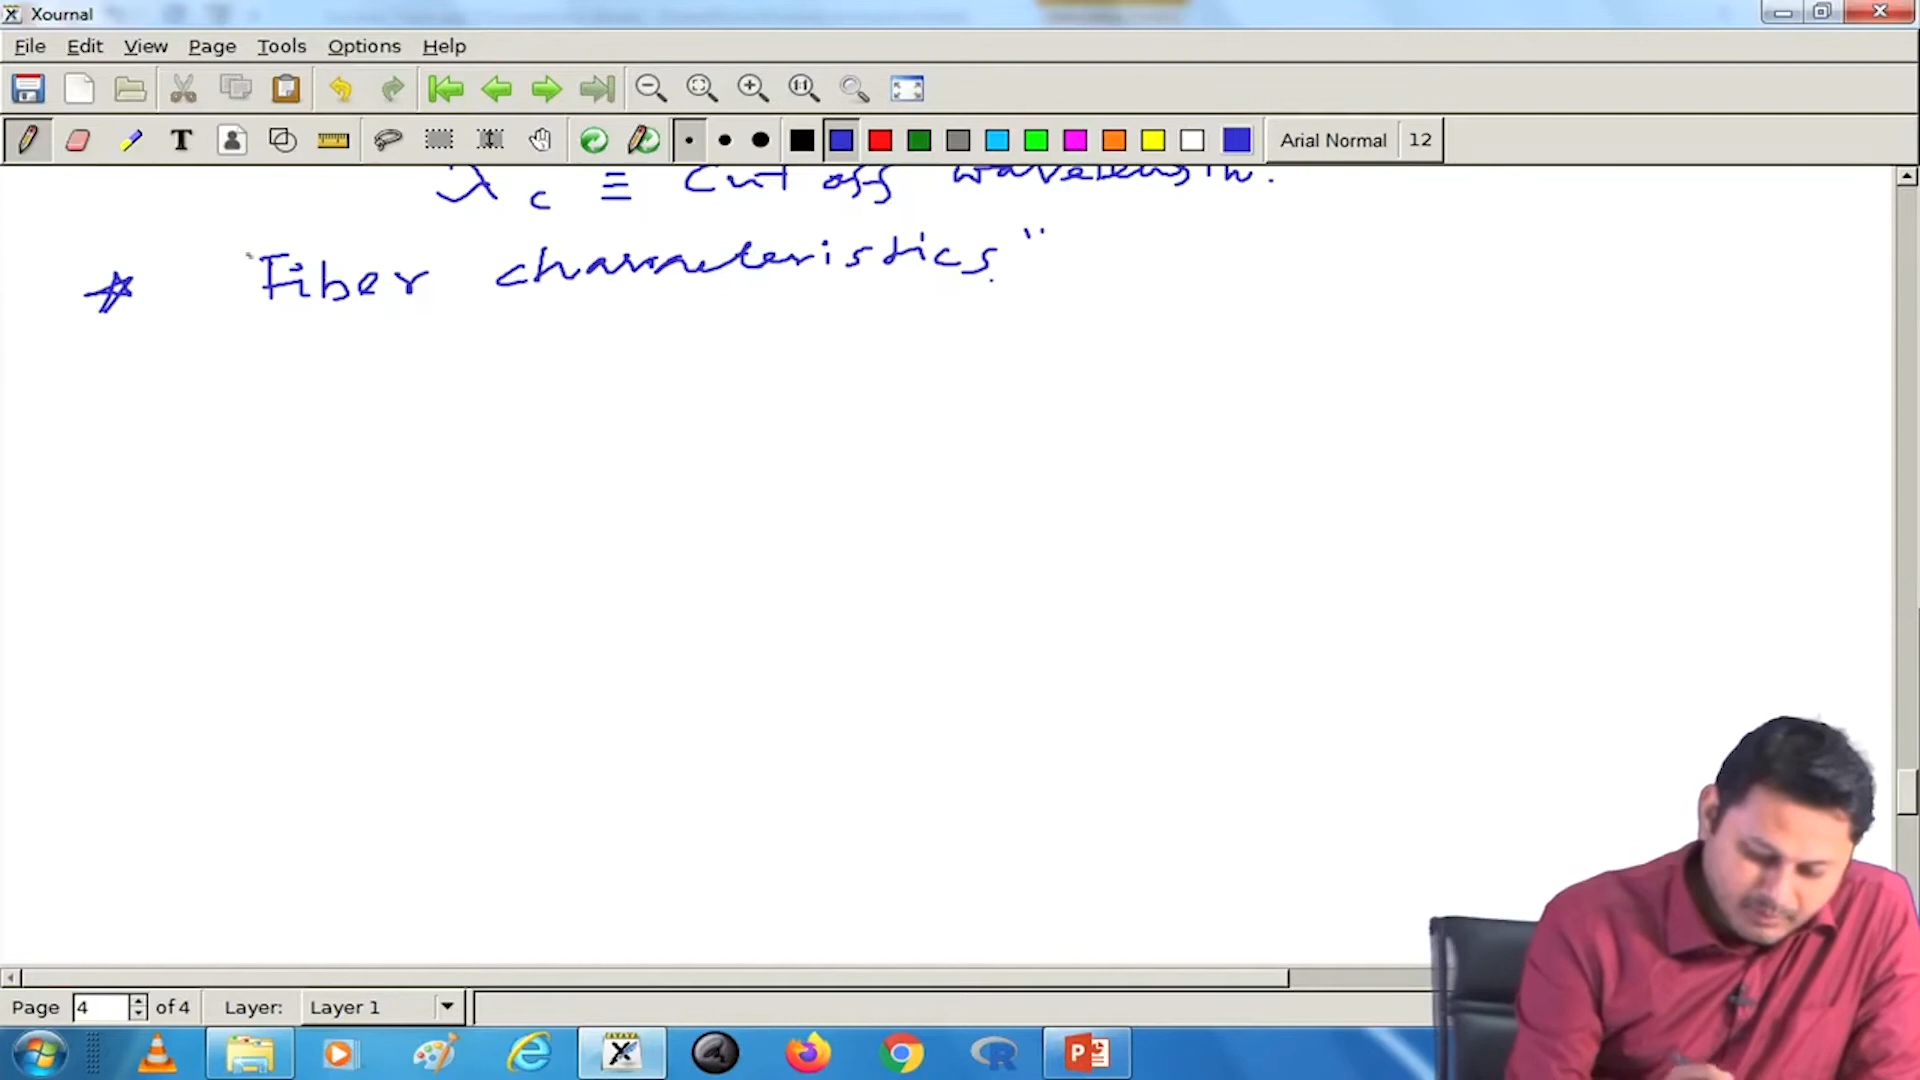 Xournal
File Edit View Page Tools Options Help
Arial Normal 12
λc ≡ Cut off wavelength.
"Fiber characteristics"
Page 4 of 4 Layer: Layer 1